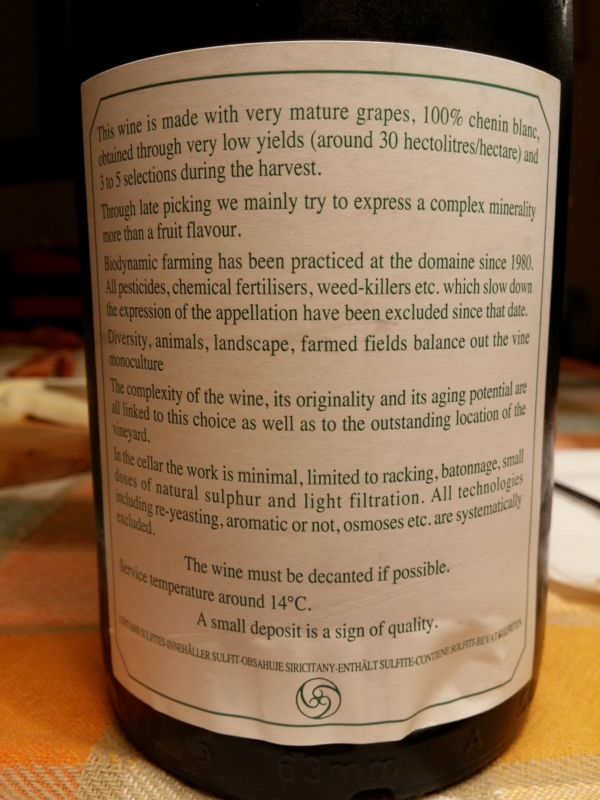 This wine is made with very mature grapes, 100% chenin blanc,
obtained through very low yields (around 30 hectolitres/hectare) and
3 to 5 selections during the harvest.
Through late picking we mainly try to express a complex minerality
more than a fruit flavour.
Biodynamic farming has been practiced at the domaine since 1980.
All pesticides, chemical fertilisers, weed-killers etc. which slow down
the expression of the appellation have been excluded since that date.
Diversity, animals, landscape, farmed fields balance out the vine
monoculture
The complexity of the wine, its originality and its aging potential are
all linked to this choice as well as to the outstanding location of the
vineyard.
In the cellar the work is minimal, limited to racking, batonnage, small
doses of natural sulphur and light filtration. All technologies
including re-yeasting, aromatic or not, osmoses etc. are systematically
excluded.
The wine must be decanted if possible.
Service temperature around 14°C.
A small deposit is a sign of quality.
CONTAINS SULFITES-INNEHÅLLER SULFIT-OBSAHUJE SIRICITANY-ENTHÄLT SULFITE-CONTIENE SOLFITI-BEVAT SULFIETEN
63mm